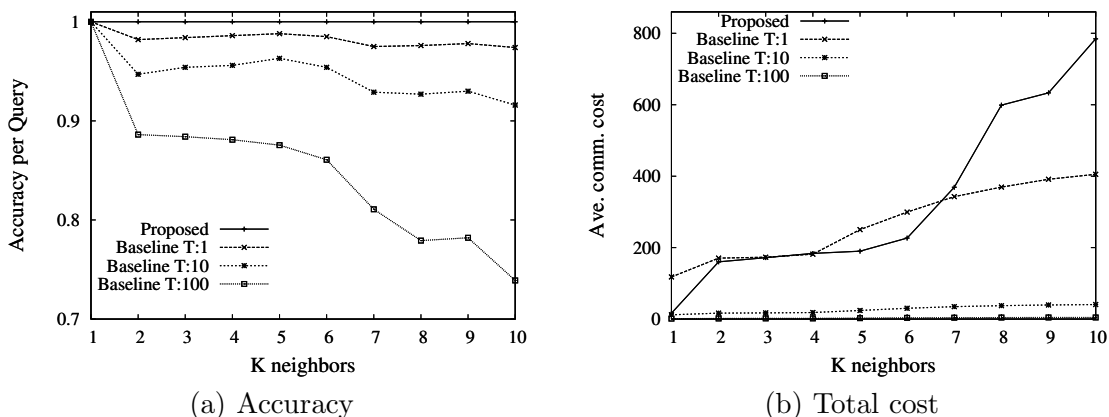 Accuracy per Query
1
0.9
0.8
0.7
Proposed
Baseline T:1
Baseline T:10
Baseline T:100
1 2 3 4 5 6 7 8 9 10
K neighbors
(a) Accuracy
Ave. comm. cost
800
600
400
200
0
Proposed
Baseline T:1
Baseline T:10
Baseline T:100
1 2 3 4 5 6 7 8 9 10
K neighbors
(b) Total cost